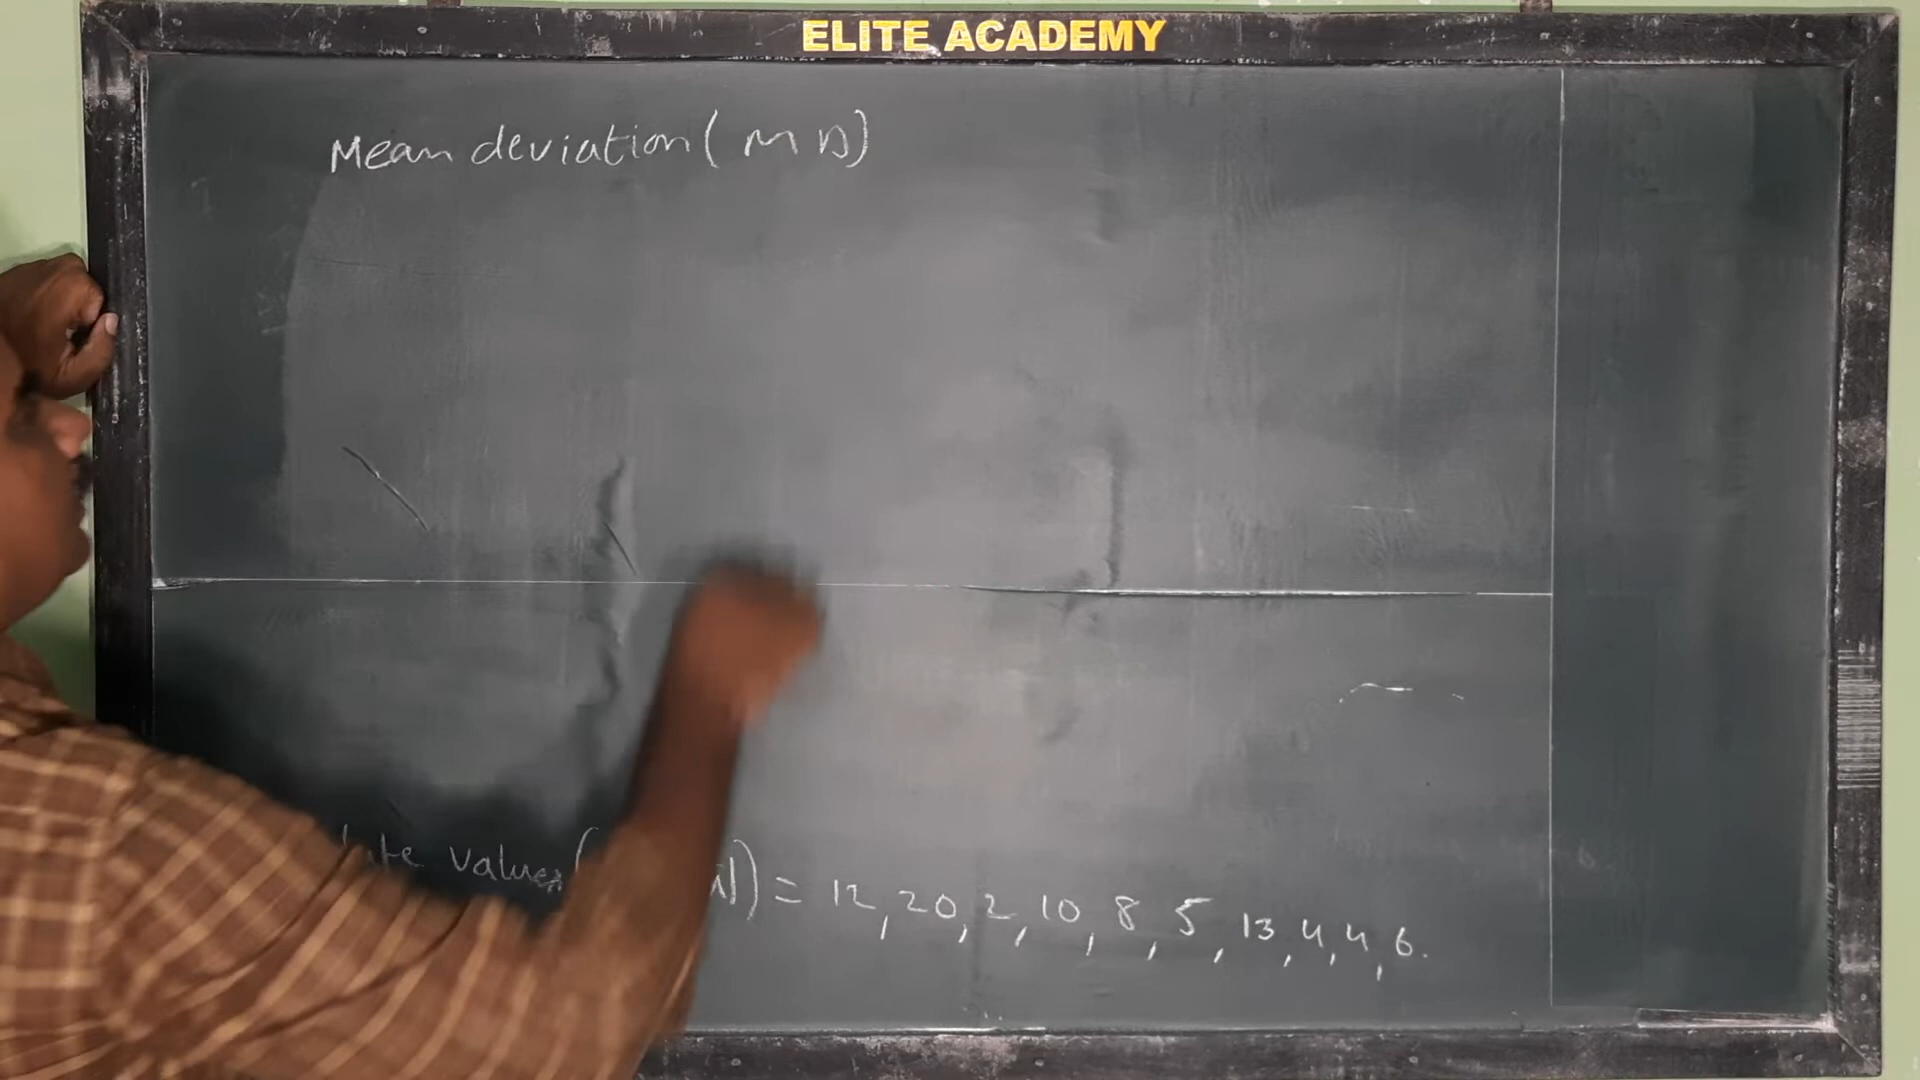 ELITE ACADEMY
Mean deviation (MD)
values ( ) = 12, 20, 2, 10, 8, 5, 13, 4, 4, 6.